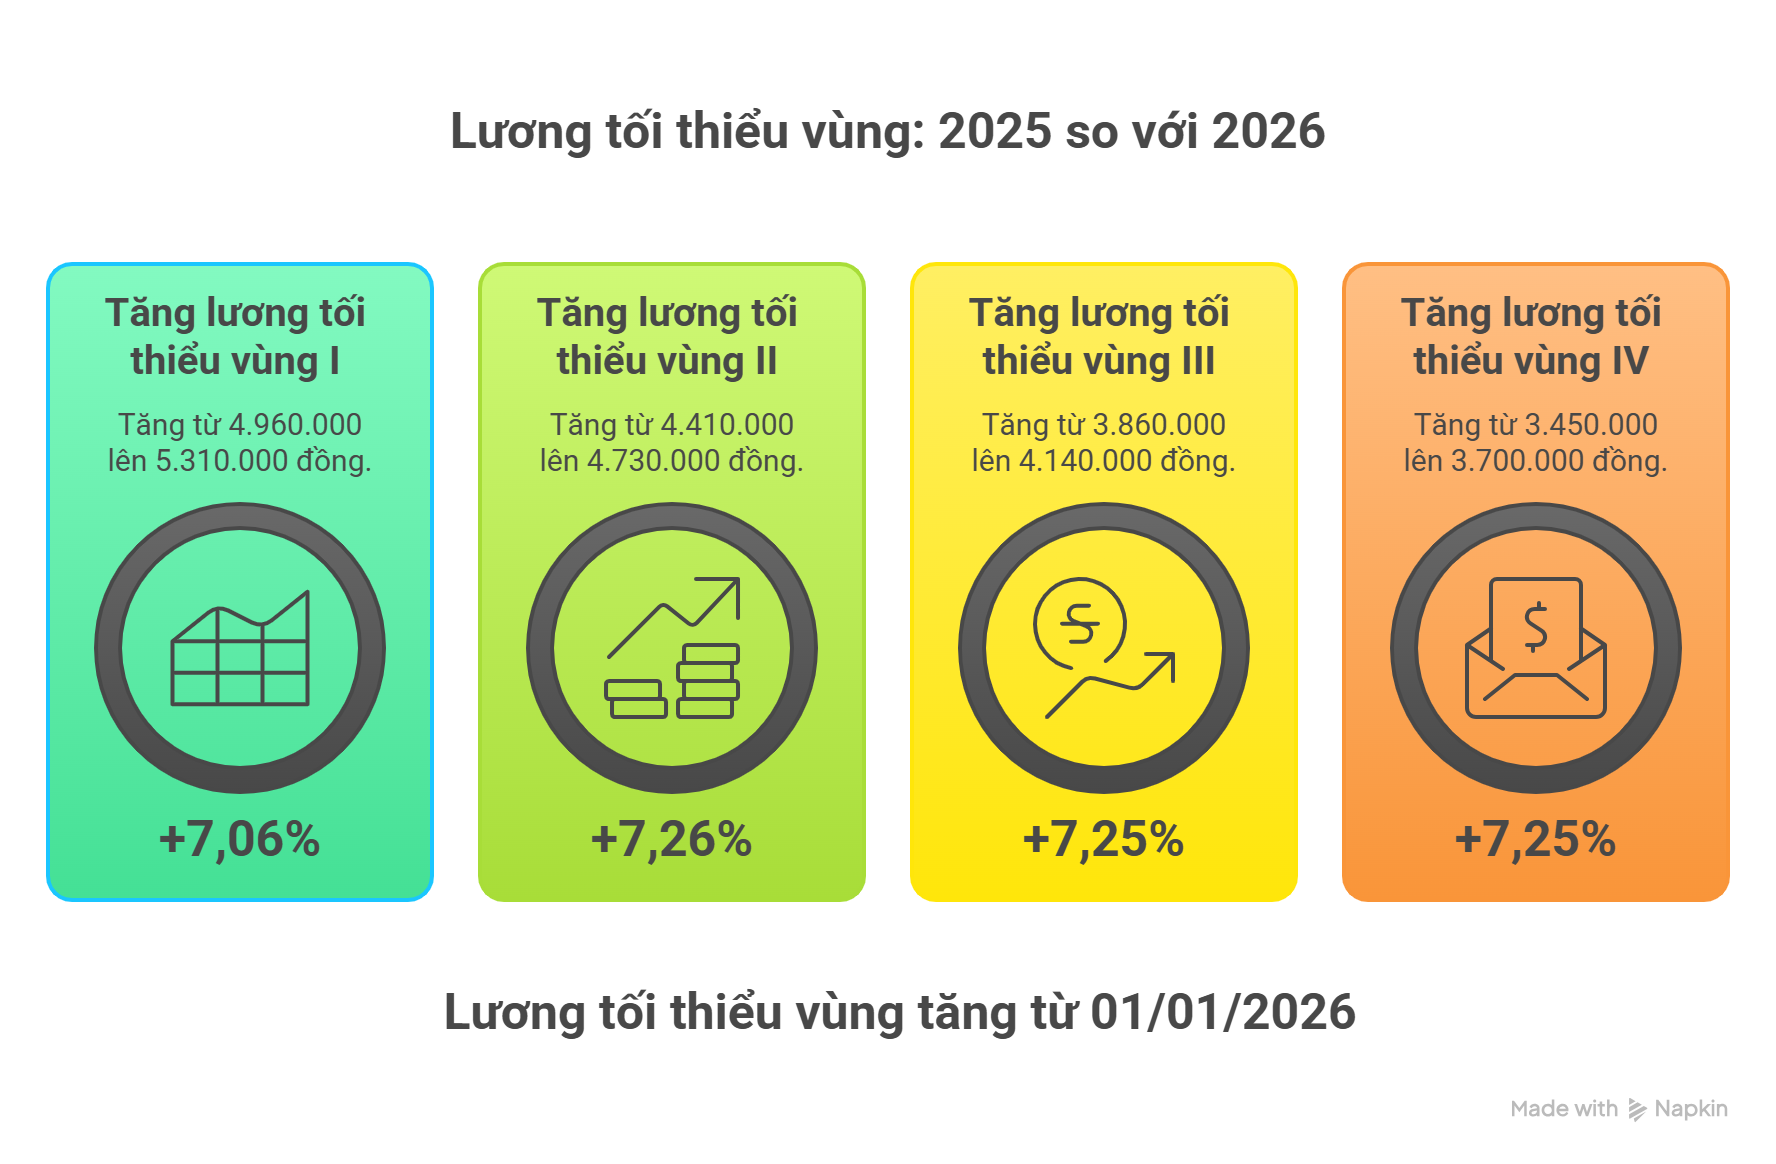 Lương tối thiểu vùng: 2025 so với 2026
Tăng lương tối
thiểu vùng I
Tăng từ 4.960.000
lên 5.310.000 đồng.
+7,06%
Tăng lương tối
thiểu vùng II
Tăng từ 4.410.000
lên 4.730.000 đồng.
+7,26%
Tăng lương tối
thiểu vùng III
Tăng từ 3.860.000
lên 4.140.000 đồng.
+7,25%
Tăng lương tối
thiểu vùng IV
Tăng từ 3.450.000
lên 3.700.000 đồng.
+7,25%
Lương tối thiểu vùng tăng từ 01/01/2026
Made with Napkin